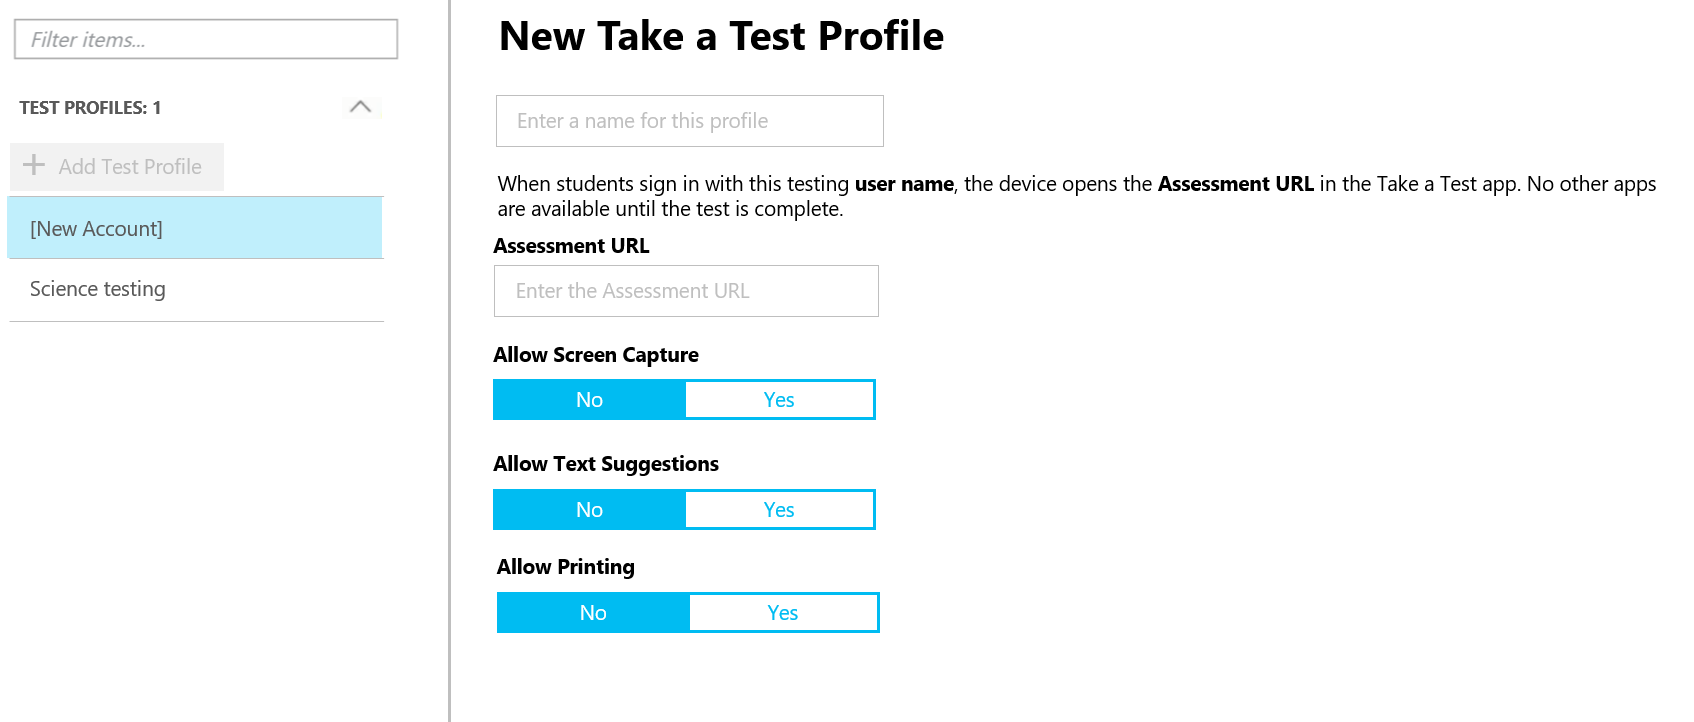 Filter items...
TEST PROFILES: 1
Add Test Profile
[New Account]
Science testing
New Take a Test Profile
Enter a name for this profile
When students sign in with this testing user name, the device opens the Assessment URL in the Take a Test app. No other apps
are available until the test is complete.
Assessment URL
Enter the Assessment URL
Allow Screen Capture
No Yes
Allow Text Suggestions
No Yes
Allow Printing
No Yes